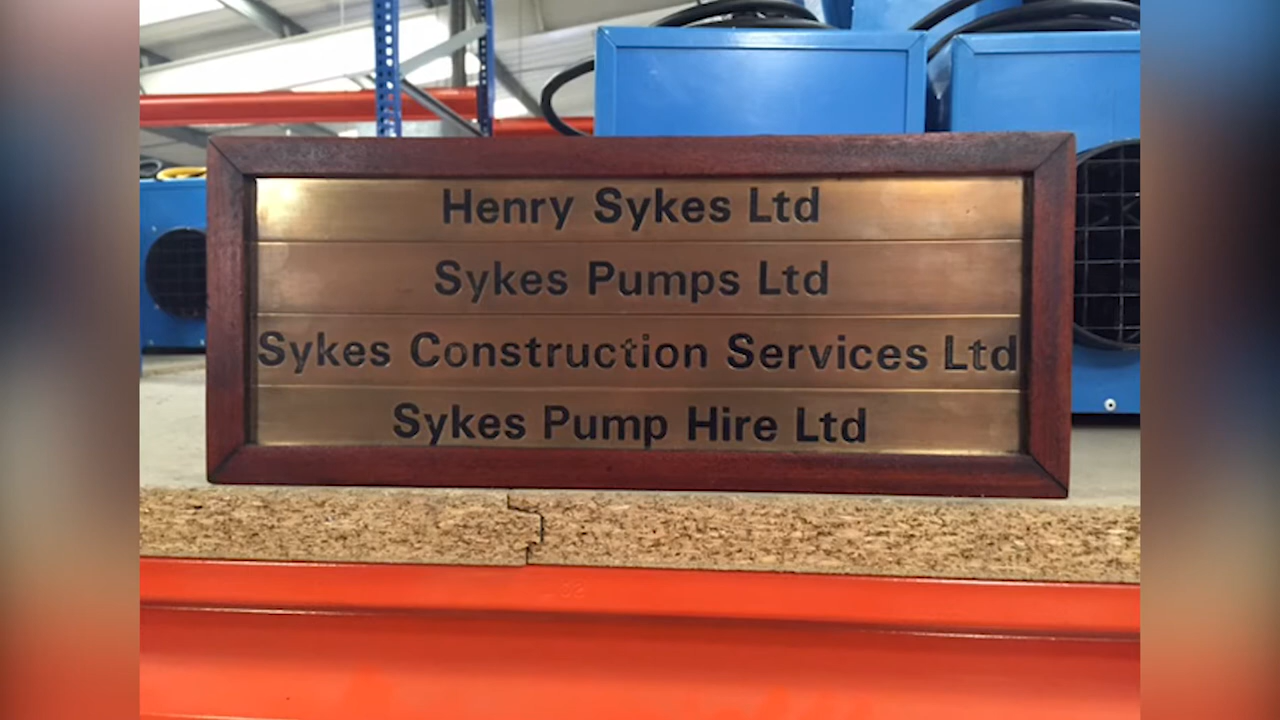 Henry Sykes Ltd
Sykes Pumps Ltd
Sykes Construction Services Ltd
Sykes Pump Hire Ltd